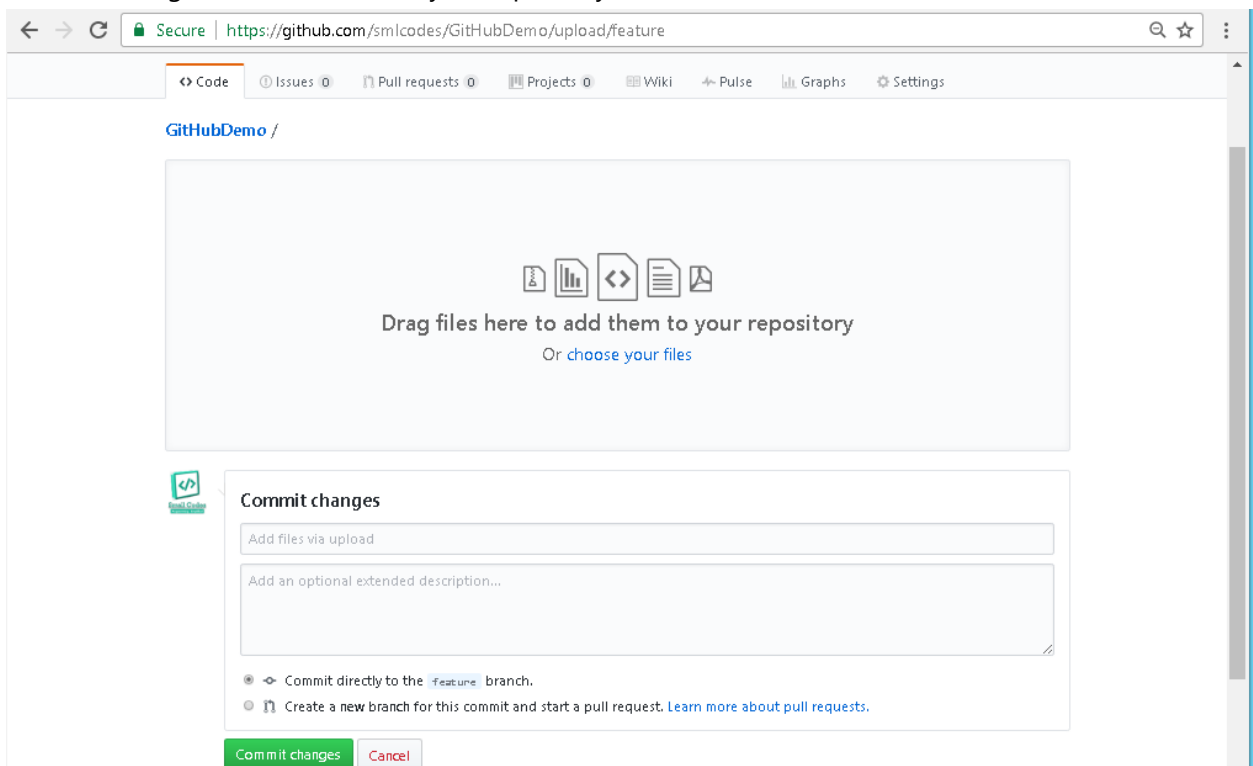 Secure | https://github.com/smlcodes/GitHubDemo/upload/feature
<> Code Issues 0 Pull requests 0 Projects 0 Wiki Pulse Graphs Settings
GitHubDemo /
Drag files here to add them to your repository
Or choose your files
Commit changes
Add files via upload
Add an optional extended description...
Commit directly to the feature branch.
Create a new branch for this commit and start a pull request. Learn more about pull requests.
Commit changes Cancel